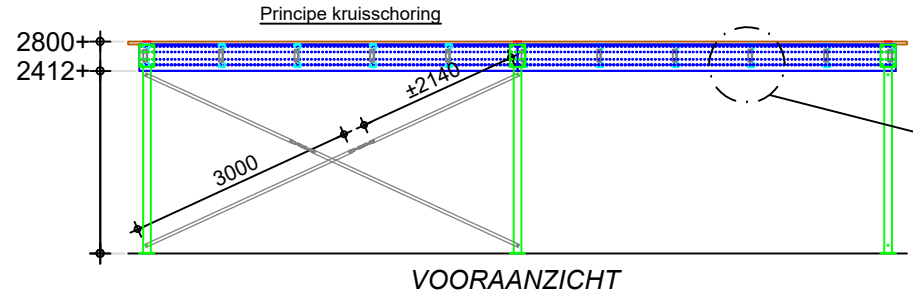 Principe kruisschoring
2800+
2412+
±2140
3000
VOORAANZICHT